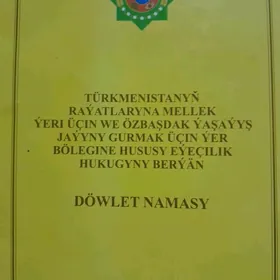 TÜRKMENISTANYŇ
RAÝATLARYNA MELLEK
ÝERI ÜÇIN WE ÖZBAŞDAK ÝAŞAÝYŞ
JAÝYNY GURMAK ÜÇIN ÝER
BÖLEGINE HUSUSY EÝEÇILIK
HUKUGYNY BERÝÄN
DÖWLET NAMASY